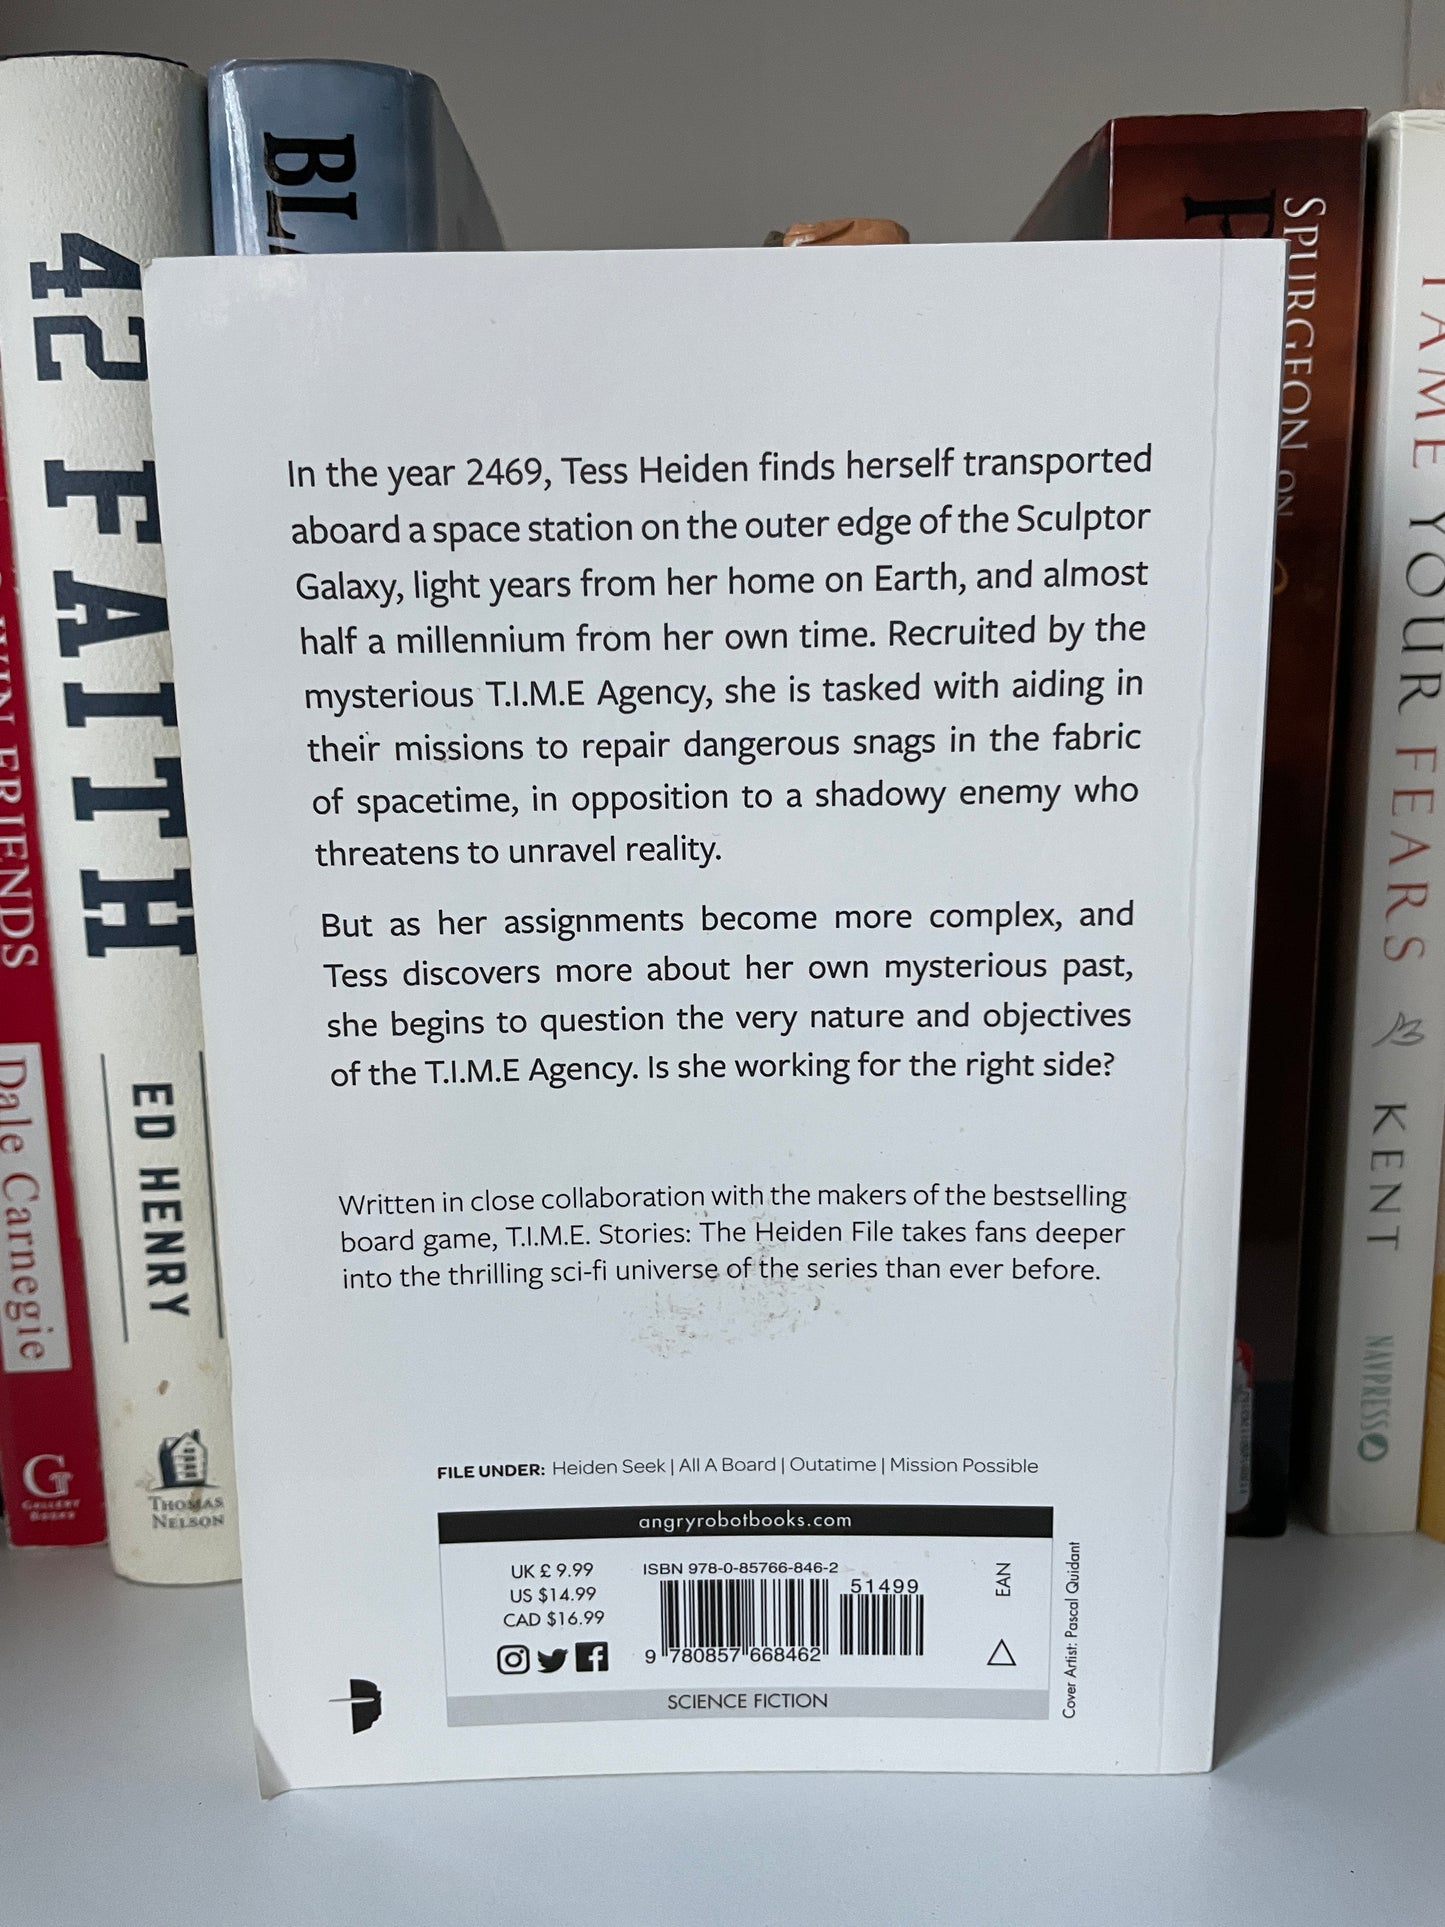 42 FAITH
ED HENRY
THOMAS
NELSON
FRIENDS
Dale Carnegie
G
GALLERY
BOOKS
In the year 2469, Tess Heiden finds herself transported
aboard a space station on the outer edge of the Sculptor
Galaxy, light years from her home on Earth, and almost
half a millennium from her own time. Recruited by the
mysterious T.I.M.E Agency, she is tasked with aiding in
their missions to repair dangerous snags in the fabric
of spacetime, in opposition to a shadowy enemy who
threatens to unravel reality.
But as her assignments become more complex, and
Tess discovers more about her own mysterious past,
she begins to question the very nature and objectives
of the T.I.M.E Agency. Is she working for the right side?
Written in close collaboration with the makers of the bestselling
board game, T.I.M.E. Stories: The Heiden File takes fans deeper
into the thrilling sci-fi universe of the series than ever before.
FILE UNDER: Heiden Seek | All A Board | Outatime | Mission Possible
angryrobotbooks.com
UK £ 9.99
US $14.99
CAD $16.99
ISBN 978-0-85766-846-2
51499
9 780857 668462
EAN
SCIENCE FICTION
Cover Artist: Pascal Quidant
SPURGEON ON
TAME YOUR FEARS
KENT
NAVPRESS